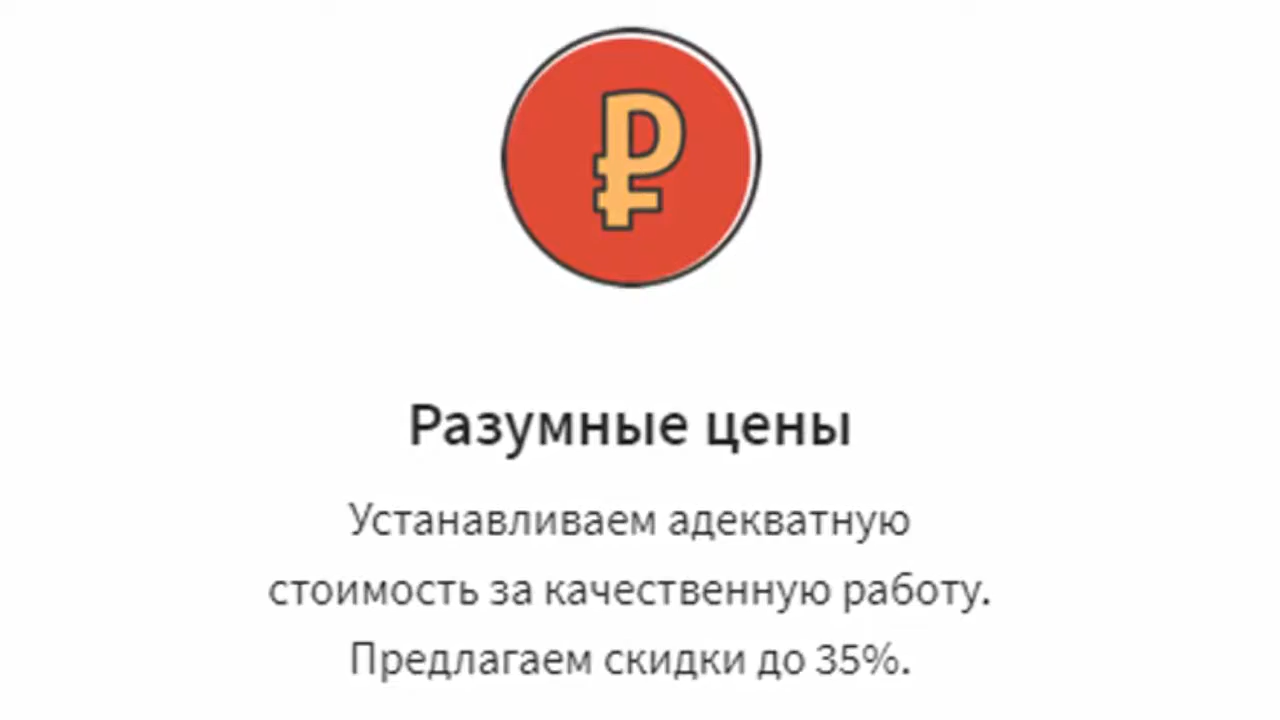 ₽
Разумные цены
Устанавливаем адекватную
стоимость за качественную работу.
Предлагаем скидки до 35%.